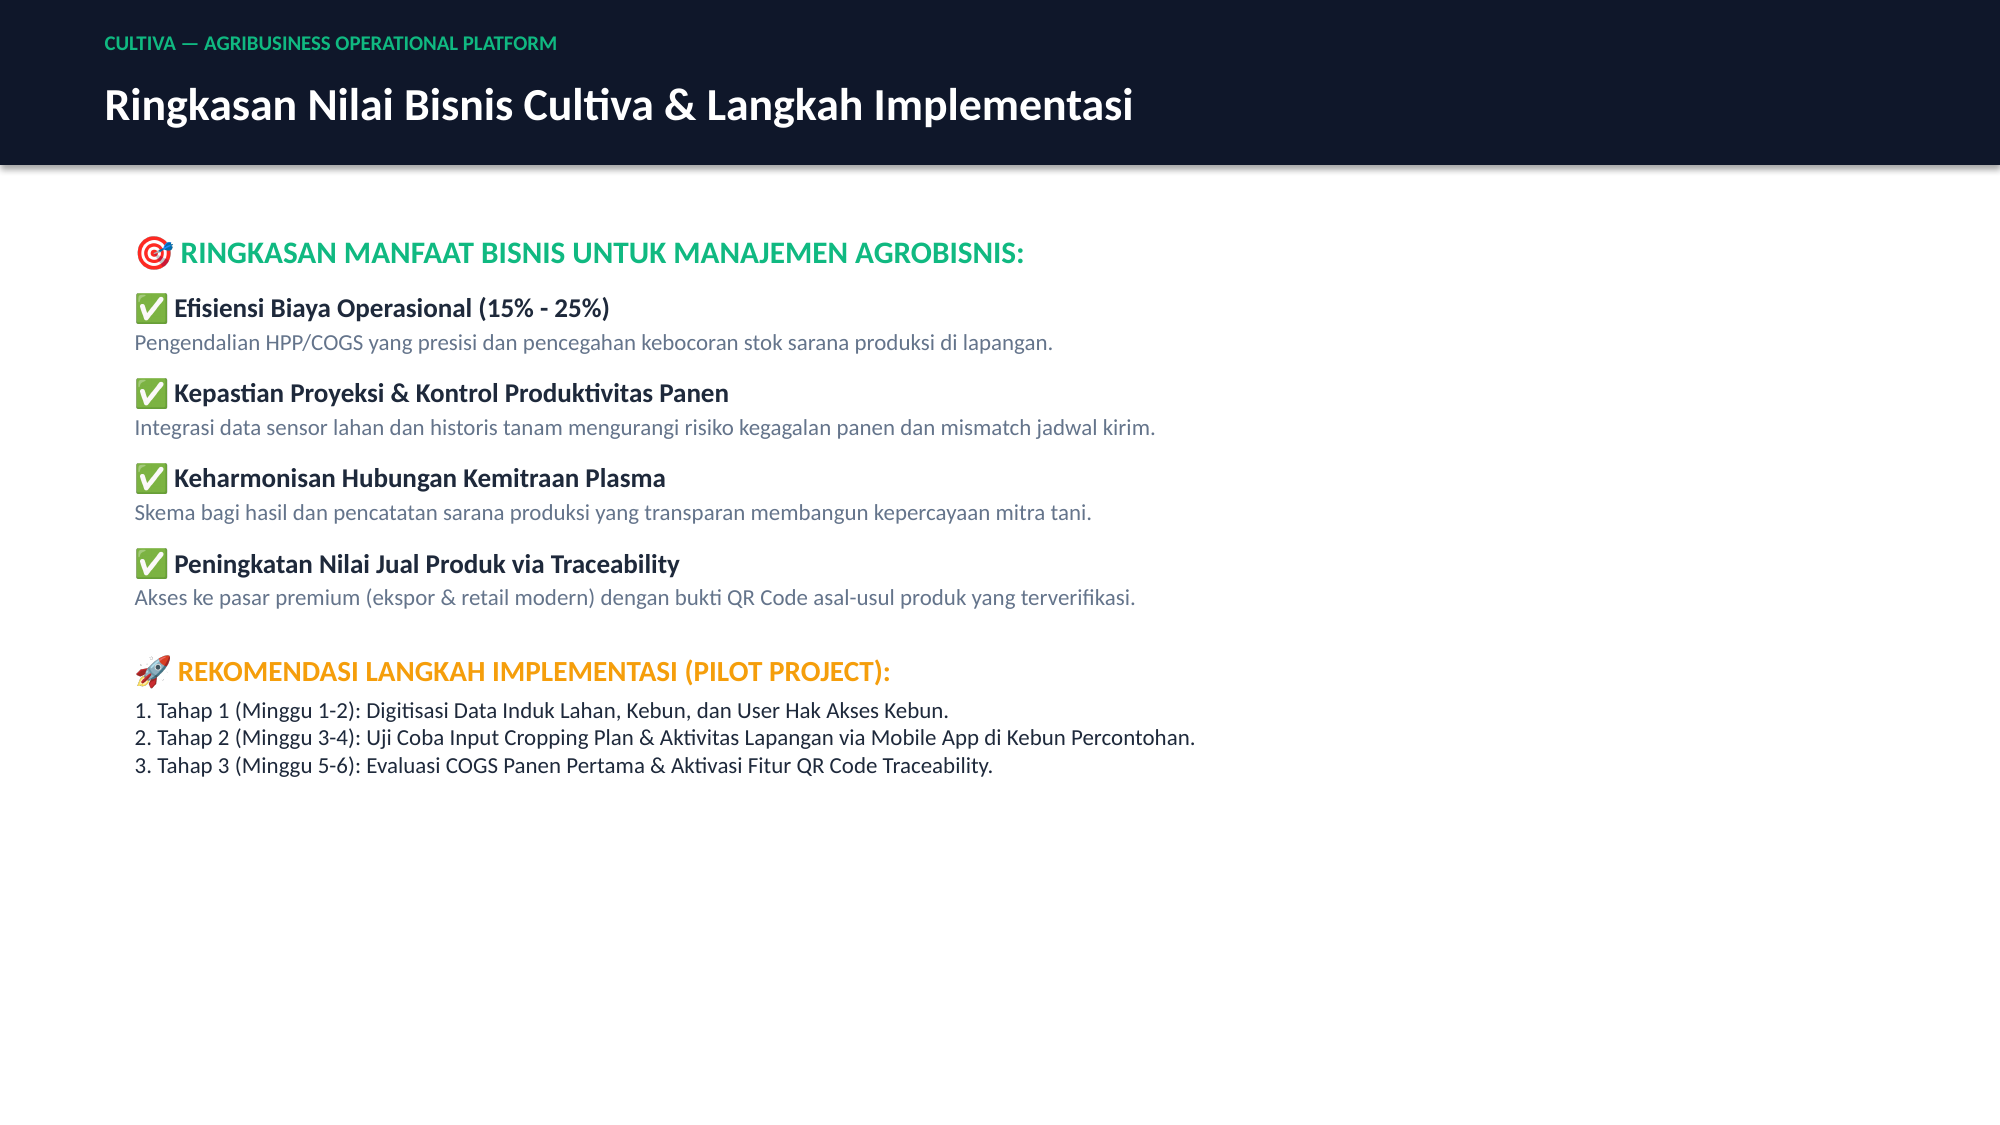 CULTIVA — AGRIBUSINESS OPERATIONAL PLATFORM
Ringkasan Nilai Bisnis Cultiva & Langkah Implementasi
🎯 RINGKASAN MANFAAT BISNIS UNTUK MANAJEMEN AGROBISNIS:
✅ Efisiensi Biaya Operasional (15% - 25%)
Pengendalian HPP/COGS yang presisi dan pencegahan kebocoran stok sarana produksi di lapangan.
✅ Kepastian Proyeksi & Kontrol Produktivitas Panen
Integrasi data sensor lahan dan historis tanam mengurangi risiko kegagalan panen dan mismatch jadwal kirim.
✅ Keharmonisan Hubungan Kemitraan Plasma
Skema bagi hasil dan pencatatan sarana produksi yang transparan membangun kepercayaan mitra tani.
✅ Peningkatan Nilai Jual Produk via Traceability
Akses ke pasar premium (ekspor & retail modern) dengan bukti QR Code asal-usul produk yang terverifikasi.
🚀 REKOMENDASI LANGKAH IMPLEMENTASI (PILOT PROJECT):
1. Tahap 1 (Minggu 1-2): Digitisasi Data Induk Lahan, Kebun, dan User Hak Akses Kebun.
2. Tahap 2 (Minggu 3-4): Uji Coba Input Cropping Plan & Aktivitas Lapangan via Mobile App di Kebun Percontohan.
3. Tahap 3 (Minggu 5-6): Evaluasi COGS Panen Pertama & Aktivasi Fitur QR Code Traceability.